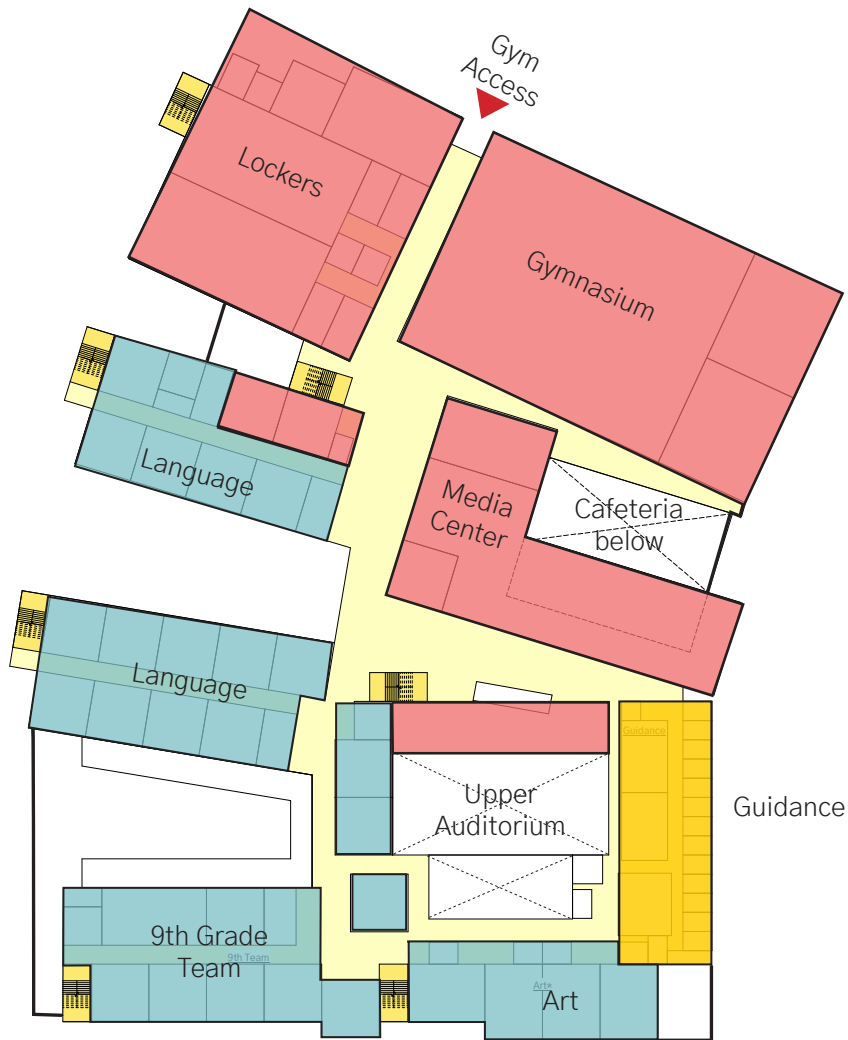 Gym
Access
Lockers
Gymnasium
Language
Media
Center
Cafeteria
below
Language
Guidance
Upper
Auditorium
Guidance
9th Grade
Team
9th Team
Art*
Art